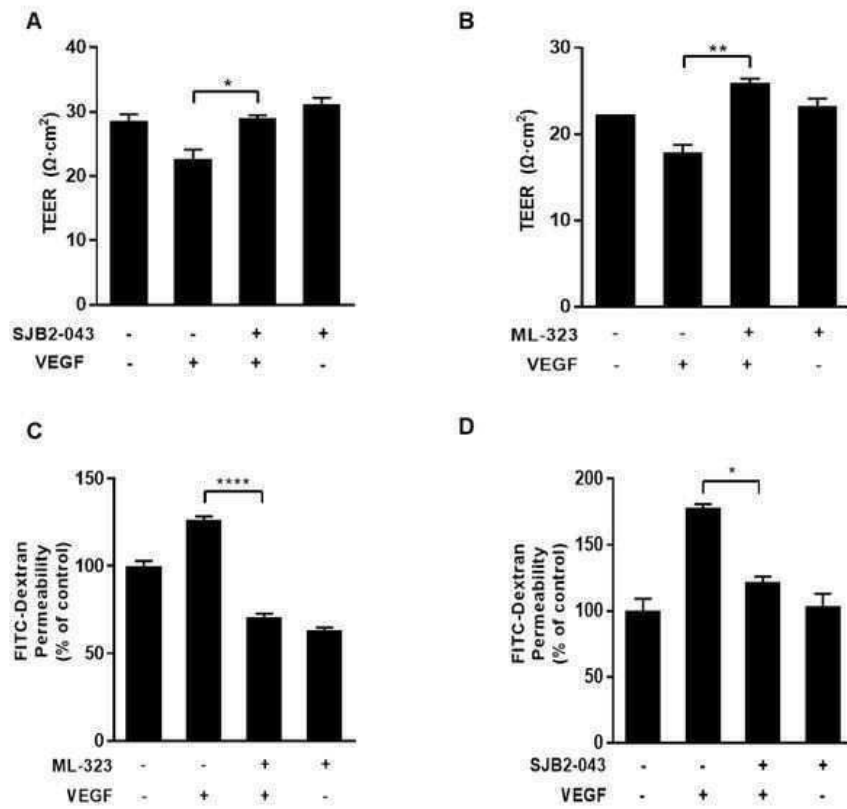 A
TEER (Ω·cm²)
40
30
20
10
0
*
SJB2-043 - - + +
VEGF - + + -
B
TEER (Ω·cm²)
30
20
10
0
**
ML-323 - - + +
VEGF - + + -
C
FITC-Dextran
Permeability
(% of control)
150
100
50
0
****
ML-323 - - + +
VEGF - + + -
D
FITC-Dextran
Permeability
(% of control)
200
150
100
50
0
*
SJB2-043 - - + +
VEGF - + + -